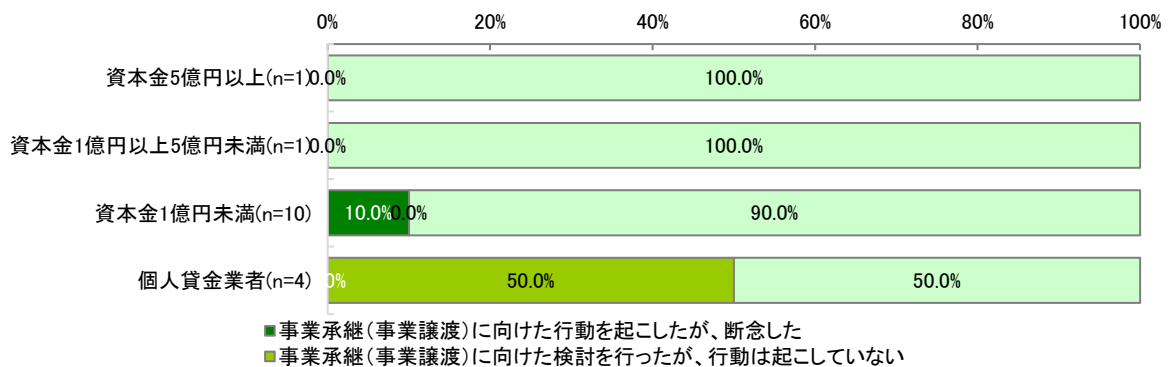 0% 20% 40% 60% 80% 100%
資本金5億円以上(n=1) 0.0% 100.0%
資本金1億円以上5億円未満(n=1) 0.0% 100.0%
資本金1億円未満(n=10) 10.0% 0.0% 90.0%
個人貸金業者(n=4) 0% 50.0% 50.0%
■事業承継(事業譲渡)に向けた行動を起こしたが、断念した
■事業承継(事業譲渡)に向けた検討を行ったが、行動は起こしていない